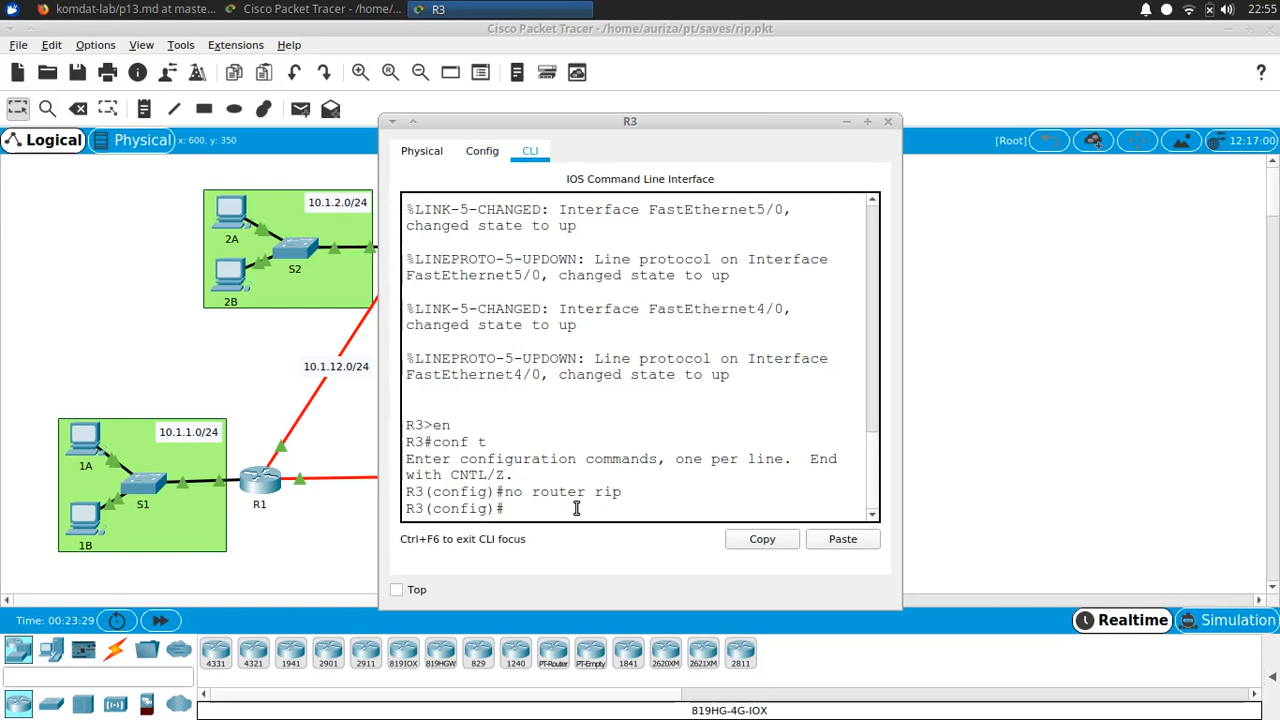 komdat-lab/p13.md at maste...
Cisco Packet Tracer - /home/...
R3
22:55
Cisco Packet Tracer - /home/auriza/pt/saves/rip.pkt
File Edit Options View Tools Extensions Help
Logical
Physical
x: 600, y: 350
[Root]
12:17:00
R3
Physical
Config
CLI
IOS Command Line Interface
%LINK-5-CHANGED: Interface FastEthernet5/0,
changed state to up
%LINEPROTO-5-UPDOWN: Line protocol on Interface
FastEthernet5/0, changed state to up
%LINK-5-CHANGED: Interface FastEthernet4/0,
changed state to up
%LINEPROTO-5-UPDOWN: Line protocol on Interface
FastEthernet4/0, changed state to up
R3>en
R3#conf t
Enter configuration commands, one per line.  End
with CNTL/Z.
R3(config)#no router rip
R3(config)#
Ctrl+F6 to exit CLI focus
Copy
Paste
Top
10.1.2.0/24
2A
S2
2B
10.1.12.0/24
10.1.1.0/24
1A
S1
R1
1B
Time: 00:23:29
Realtime
Simulation
4331
4321
1941
2901
2911
819IOX
819HGW
829
1240
PT-Router
PT-Empty
1841
2620XM
2621XM
2811
819HG-4G-IOX